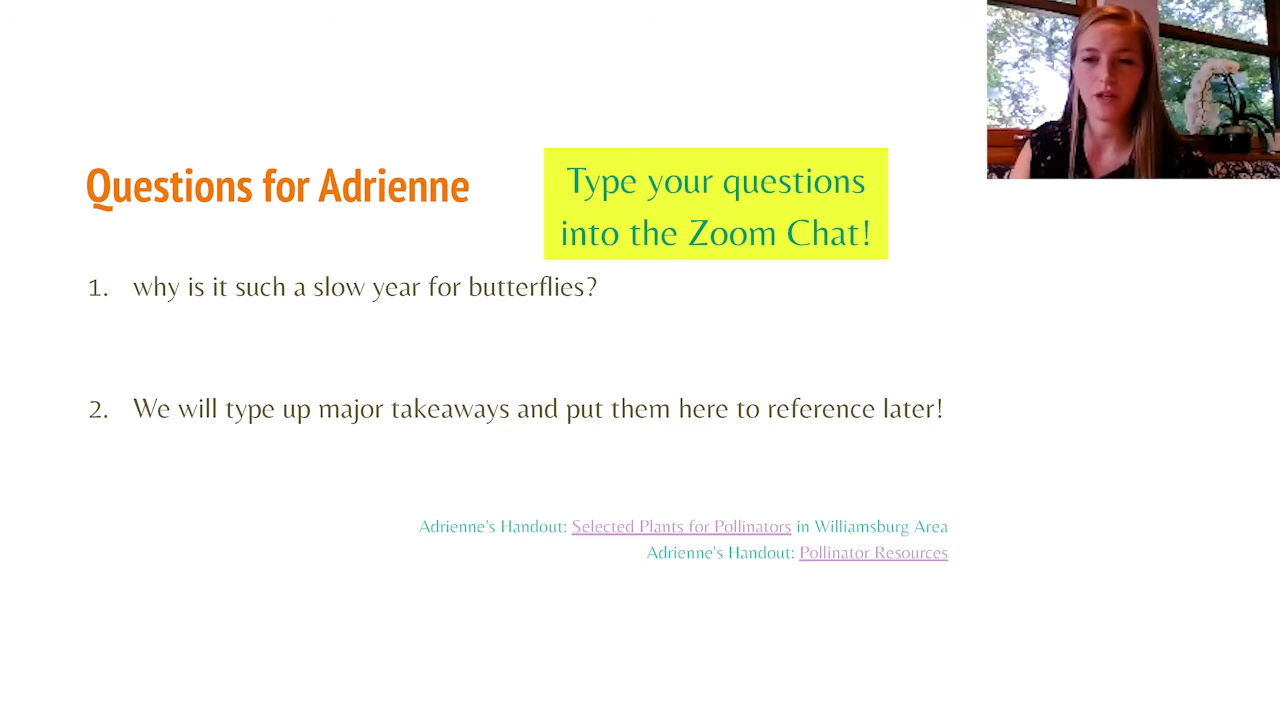 Questions for Adrienne
Type your questions
into the Zoom Chat!
1. why is it such a slow year for butterflies?
2. We will type up major takeaways and put them here to reference later!
Adrienne's Handout: Selected Plants for Pollinators in Williamsburg Area
Adrienne's Handout: Pollinator Resources